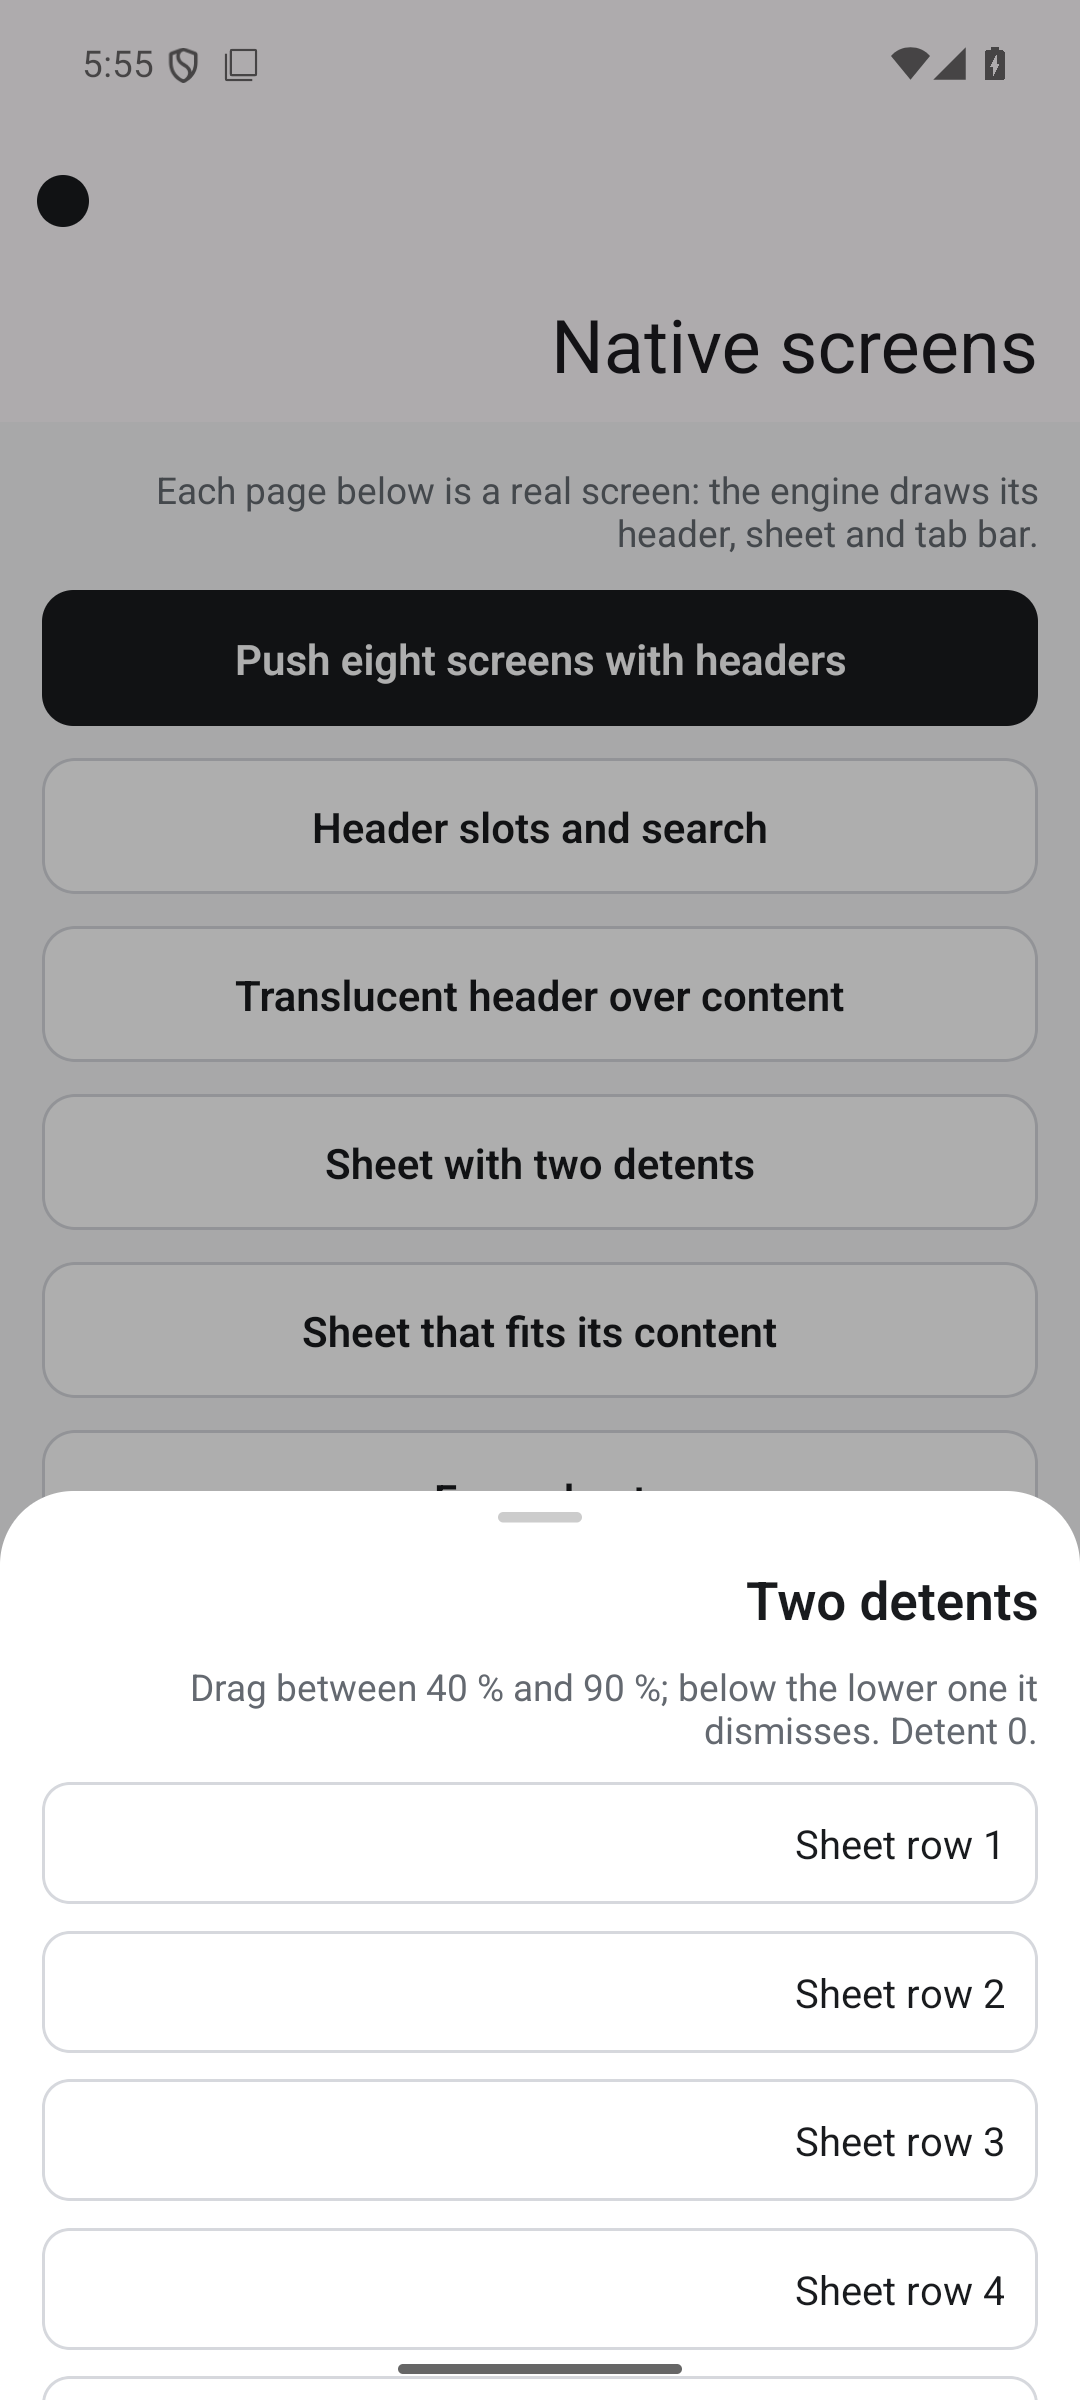 5:55
Native screens
Each page below is a real screen: the engine draws its
header, sheet and tab bar.
Push eight screens with headers
Header slots and search
Translucent header over content
Sheet with two detents
Sheet that fits its content
Two detents
Drag between 40 % and 90 %; below the lower one it
dismisses. Detent 0.
Sheet row 1
Sheet row 2
Sheet row 3
Sheet row 4